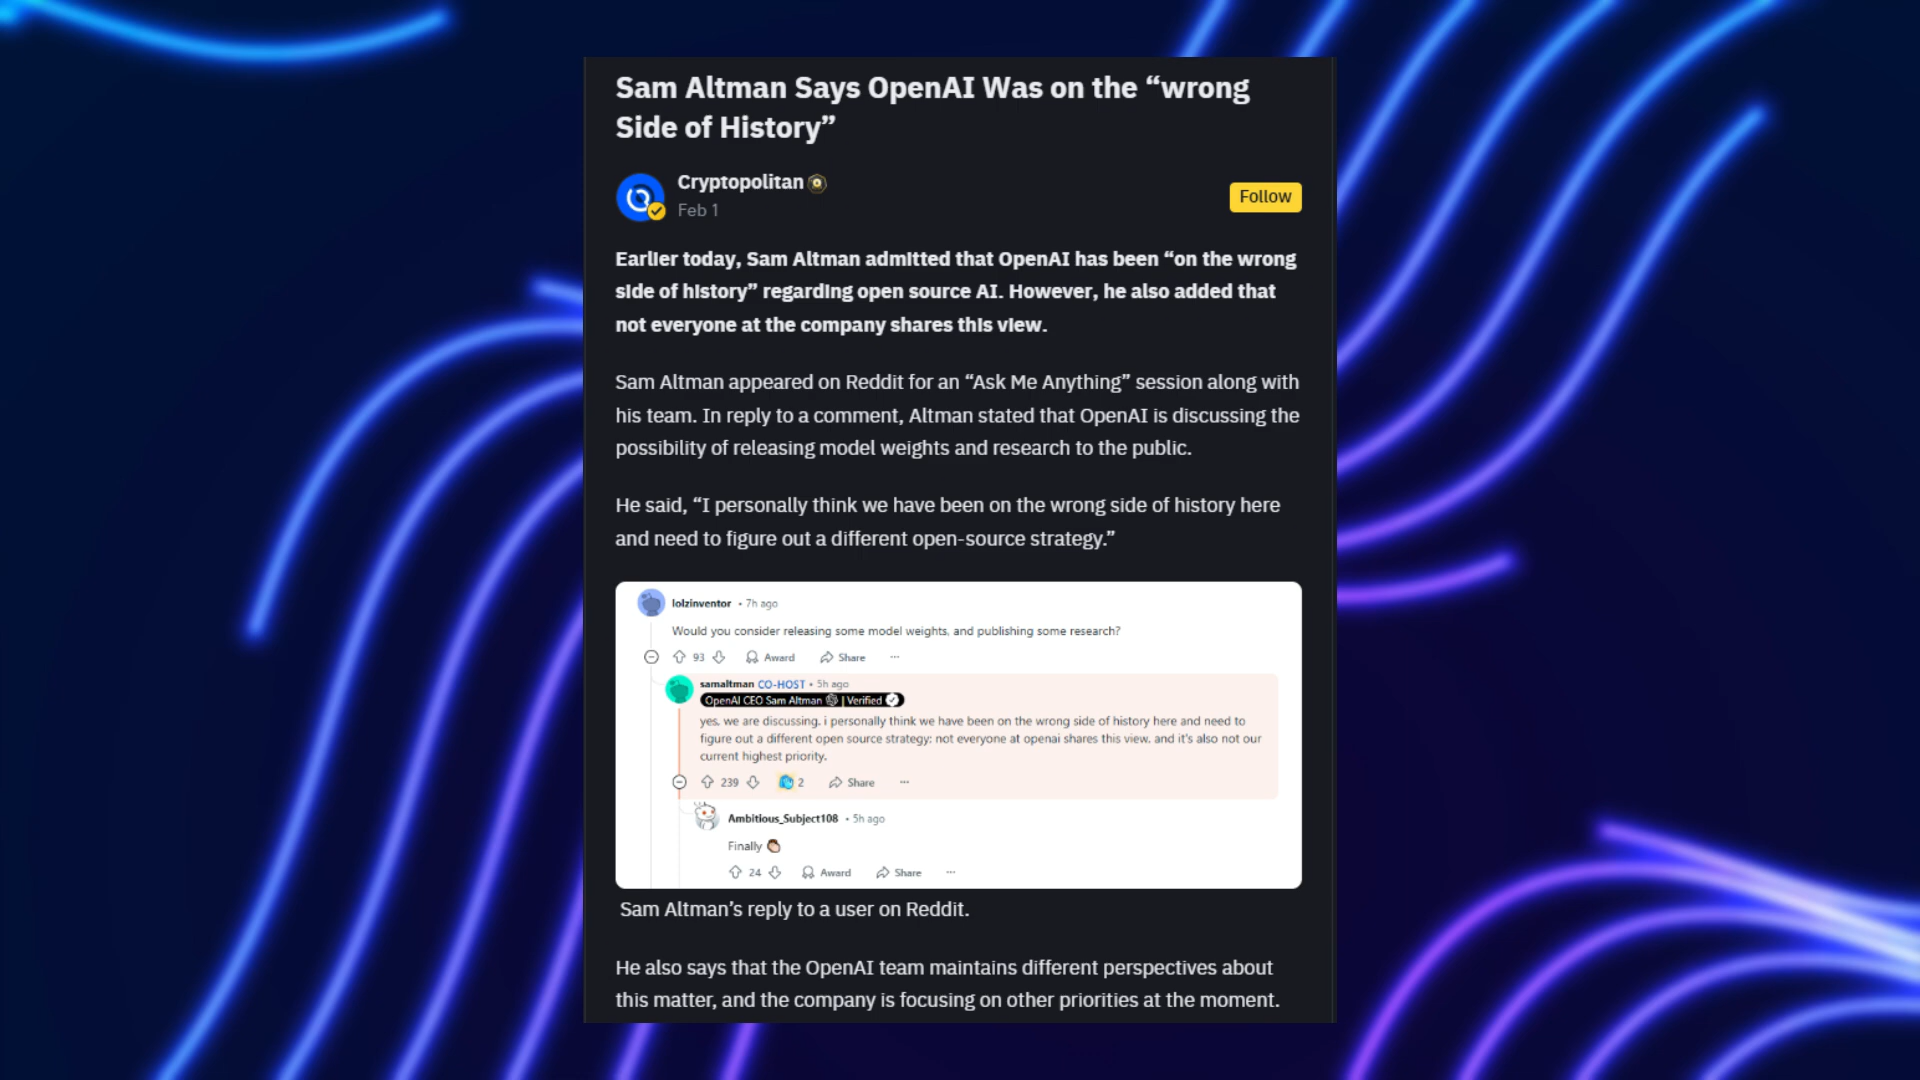 Sam Altman Says OpenAI Was on the “wrong
Side of History”
Cryptopolitan
Feb 1
Follow
Earlier today, Sam Altman admitted that OpenAI has been “on the wrong
side of history” regarding open source AI. However, he also added that
not everyone at the company shares this view.
Sam Altman appeared on Reddit for an “Ask Me Anything” session along with
his team. In reply to a comment, Altman stated that OpenAI is discussing the
possibility of releasing model weights and research to the public.
He said, “I personally think we have been on the wrong side of history here
and need to figure out a different open-source strategy.”
lolzinventor • 7h ago
Would you consider releasing some model weights, and publishing some research?
93 Award Share ...
samaltman CO-HOST • 5h ago
OpenAI CEO Sam Altman | Verified
yes, we are discussing. i personally think we have been on the wrong side of history here and need to
figure out a different open source strategy; not everyone at openai shares this view, and it's also not our
current highest priority.
239 2 Share ...
Ambitious_Subject108 • 5h ago
Finally
24 Award Share ...
Sam Altman’s reply to a user on Reddit.
He also says that the OpenAI team maintains different perspectives about
this matter, and the company is focusing on other priorities at the moment.